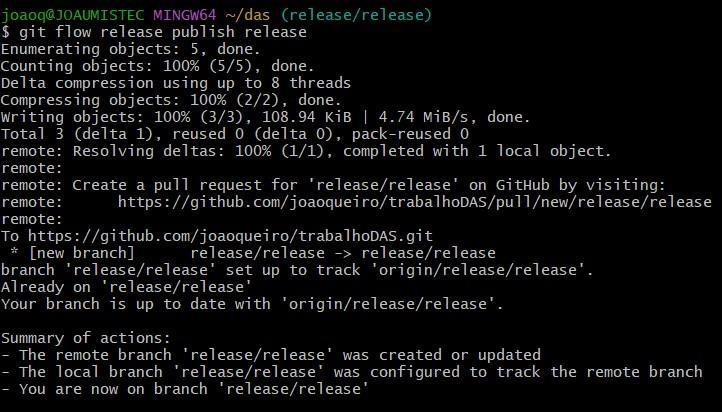 joaoq@JOAUMISTEC MINGW64 ~/das (release/release)
$ git flow release publish release
Enumerating objects: 5, done.
Counting objects: 100% (5/5), done.
Delta compression using up to 8 threads
Compressing objects: 100% (2/2), done.
Writing objects: 100% (3/3), 108.94 KiB | 4.74 MiB/s, done.
Total 3 (delta 1), reused 0 (delta 0), pack-reused 0
remote: Resolving deltas: 100% (1/1), completed with 1 local object.
remote:
remote: Create a pull request for 'release/release' on GitHub by visiting:
remote:      https://github.com/joaoqueiro/trabalhoDAS/pull/new/release/release
remote:
To https://github.com/joaoqueiro/trabalhoDAS.git
 * [new branch]      release/release -> release/release
branch 'release/release' set up to track 'origin/release/release'.
Already on 'release/release'
Your branch is up to date with 'origin/release/release'.

Summary of actions:
- The remote branch 'release/release' was created or updated
- The local branch 'release/release' was configured to track the remote branch
- You are now on branch 'release/release'